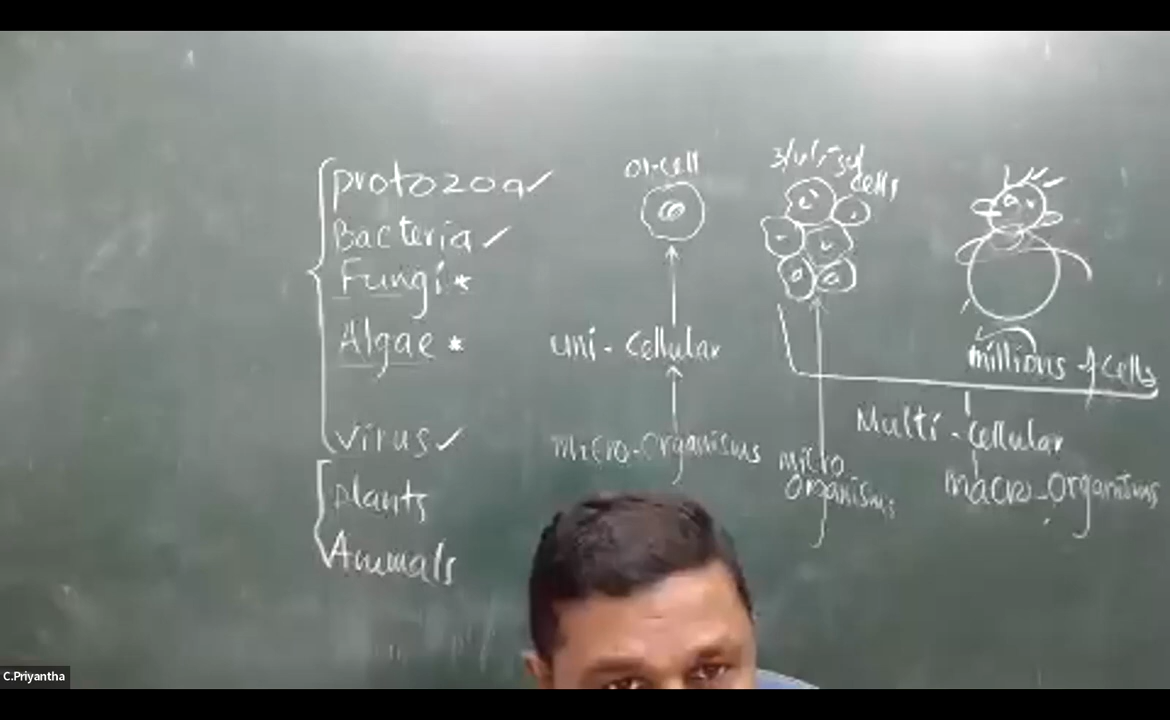 protozoa
Bacteria
Fungi *
Algae *
Virus
plants
Animals
01-cell
uni - cellular
micro-organisms
cells
micro
organisms
millions of cells
Multi - cellular
macro-organisms
C.Priyantha